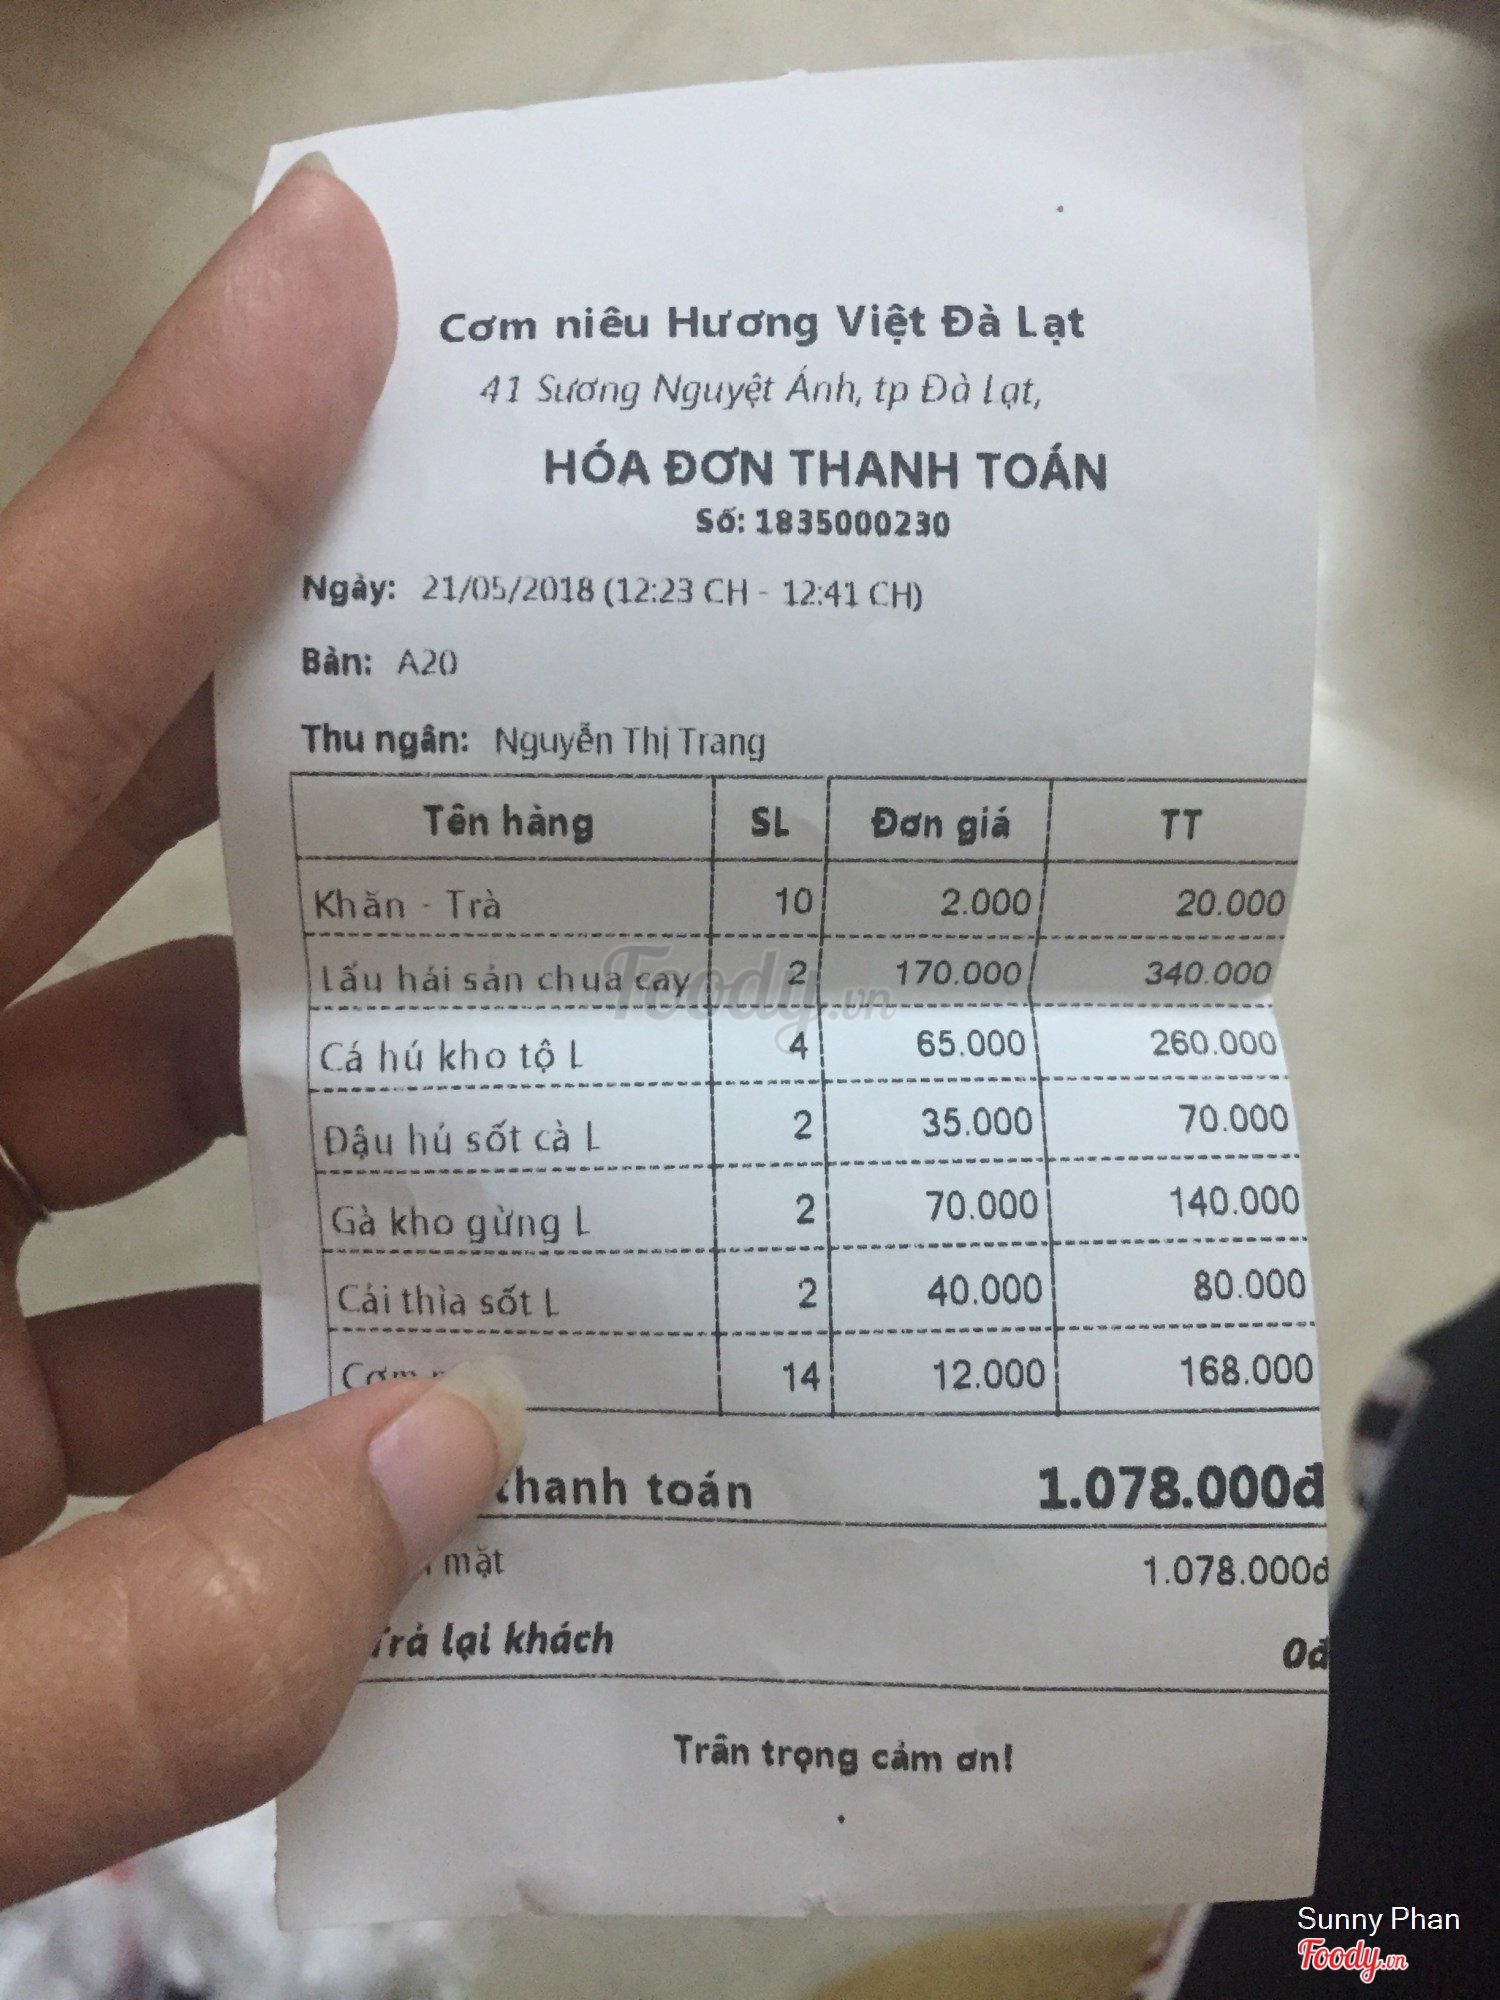 Cơm niêu Hương Việt Đà Lạt
41 Sương Nguyệt Ánh, tp Đà Lạt,
HÓA ĐƠN THANH TOÁN
Số: 1835000230
Ngày: 21/05/2018 (12:23 CH - 12:41 CH)
Bàn: A20
Thu ngân: Nguyễn Thị Trang
Tên hàng SL Đơn giá TT
Khăn - Trà 10 2.000 20.000
Lẩu hải sản chua cay 2 170.000 340.000
Cá hú kho tộ L 4 65.000 260.000
Đậu hủ sốt cà L 2 35.000 70.000
Gà kho gừng L 2 70.000 140.000
Cải thìa sốt L 2 40.000 80.000
Cơm 14 12.000 168.000
thanh toán 1.078.000đ
mặt 1.078.000đ
Trả lại khách 0đ
Trân trọng cảm ơn!
Foody.vn
Sunny Phan
Foody.vn